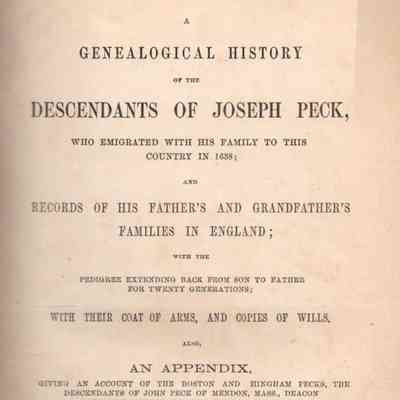 A
GENEALOGICAL HISTORY
OF THE
DESCENDANTS OF JOSEPH PECK,
WHO EMIGRATED WITH HIS FAMILY TO THIS
COUNTRY IN 1638;
AND
RECORDS OF HIS FATHER'S AND GRANDFATHER'S
FAMILIES IN ENGLAND;
WITH THE
PEDIGREE EXTENDING BACK FROM SON TO FATHER
FOR TWENTY GENERATIONS;
WITH THEIR COAT OF ARMS, AND COPIES OF WILLS.
ALSO,
AN APPENDIX,
GIVING AN ACCOUNT OF THE BOSTON AND HINGHAM PECKS, THE
DESCENDANTS OF JOHN PECK OF MENDON, MASS., DEACON